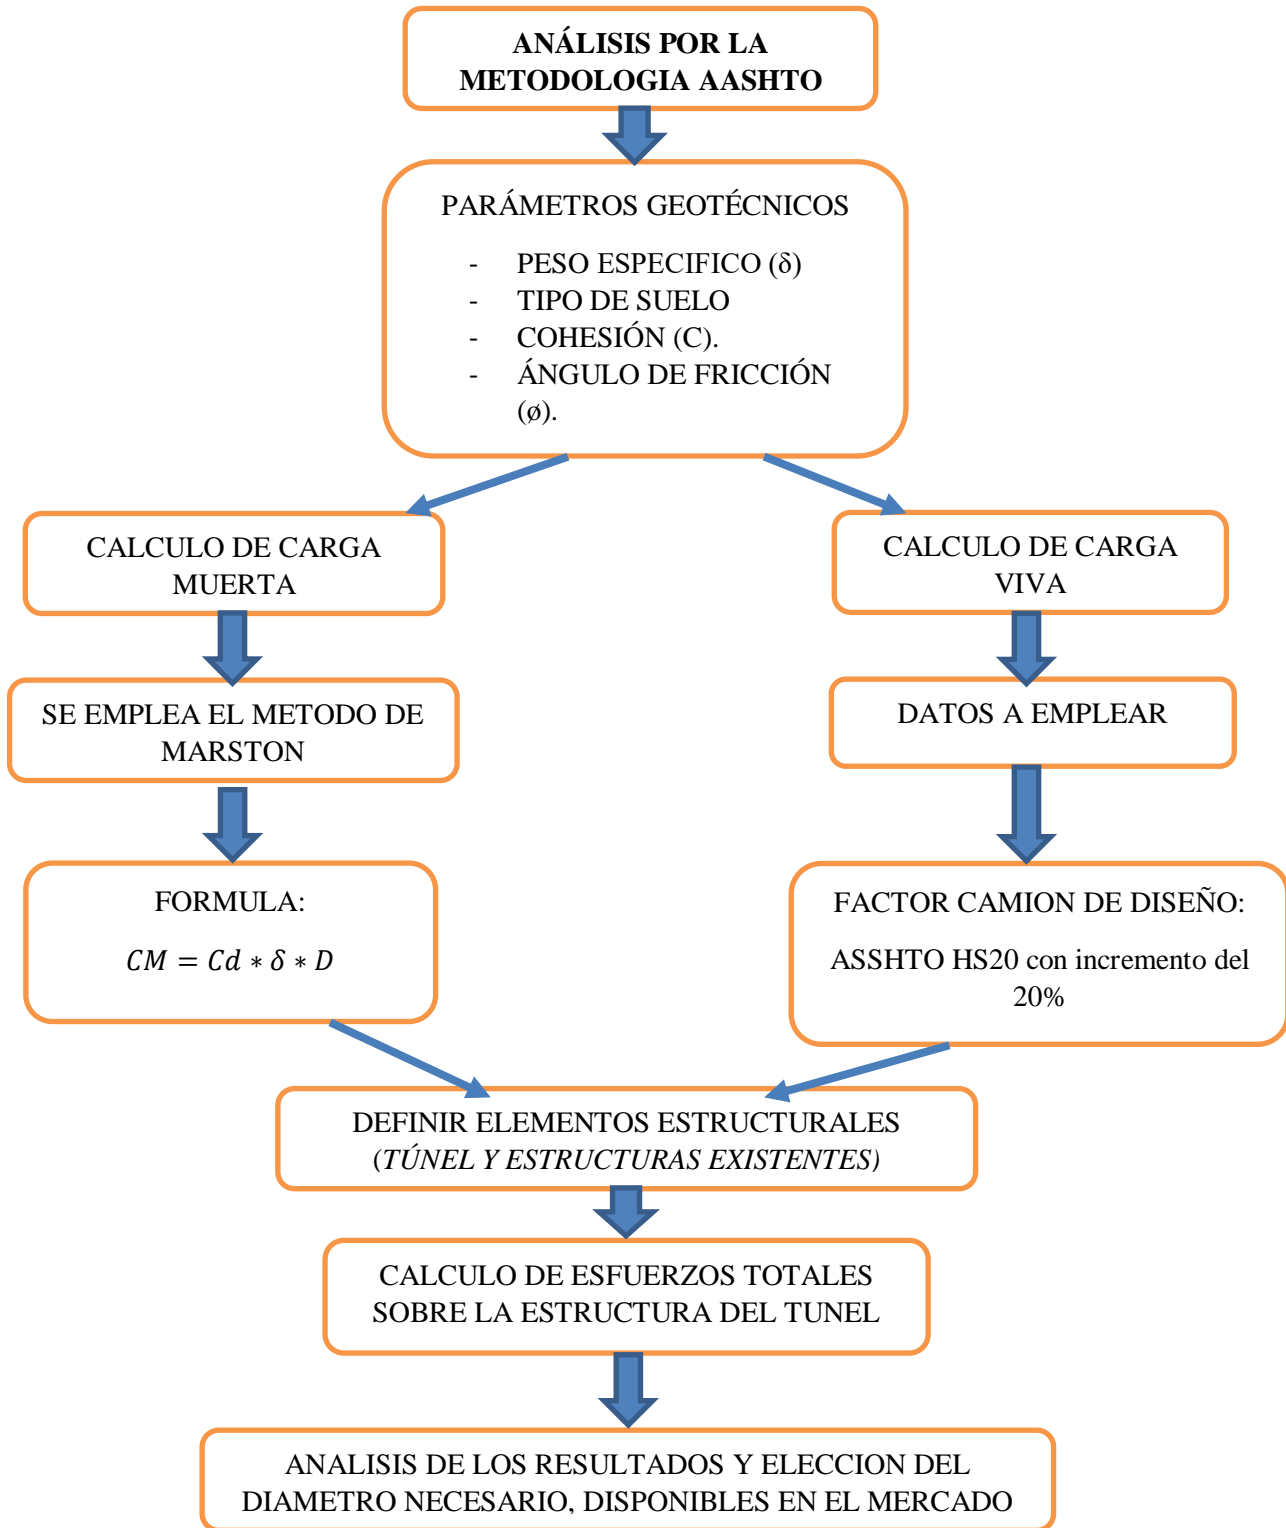 ANÁLISIS POR LA
METODOLOGIA AASHTO
PARÁMETROS GEOTÉCNICOS
- PESO ESPECIFICO (δ)
- TIPO DE SUELO
- COHESIÓN (C).
- ÁNGULO DE FRICCIÓN
(ø).
CALCULO DE CARGA
MUERTA
CALCULO DE CARGA
VIVA
SE EMPLEA EL METODO DE
MARSTON
DATOS A EMPLEAR
FORMULA:
CM = Cd ∗ δ ∗ D
FACTOR CAMION DE DISEÑO:
ASSHTO HS20 con incremento del
20%
DEFINIR ELEMENTOS ESTRUCTURALES
(TÚNEL Y ESTRUCTURAS EXISTENTES)
CALCULO DE ESFUERZOS TOTALES
SOBRE LA ESTRUCTURA DEL TUNEL
ANALISIS DE LOS RESULTADOS Y ELECCION DEL
DIAMETRO NECESARIO, DISPONIBLES EN EL MERCADO